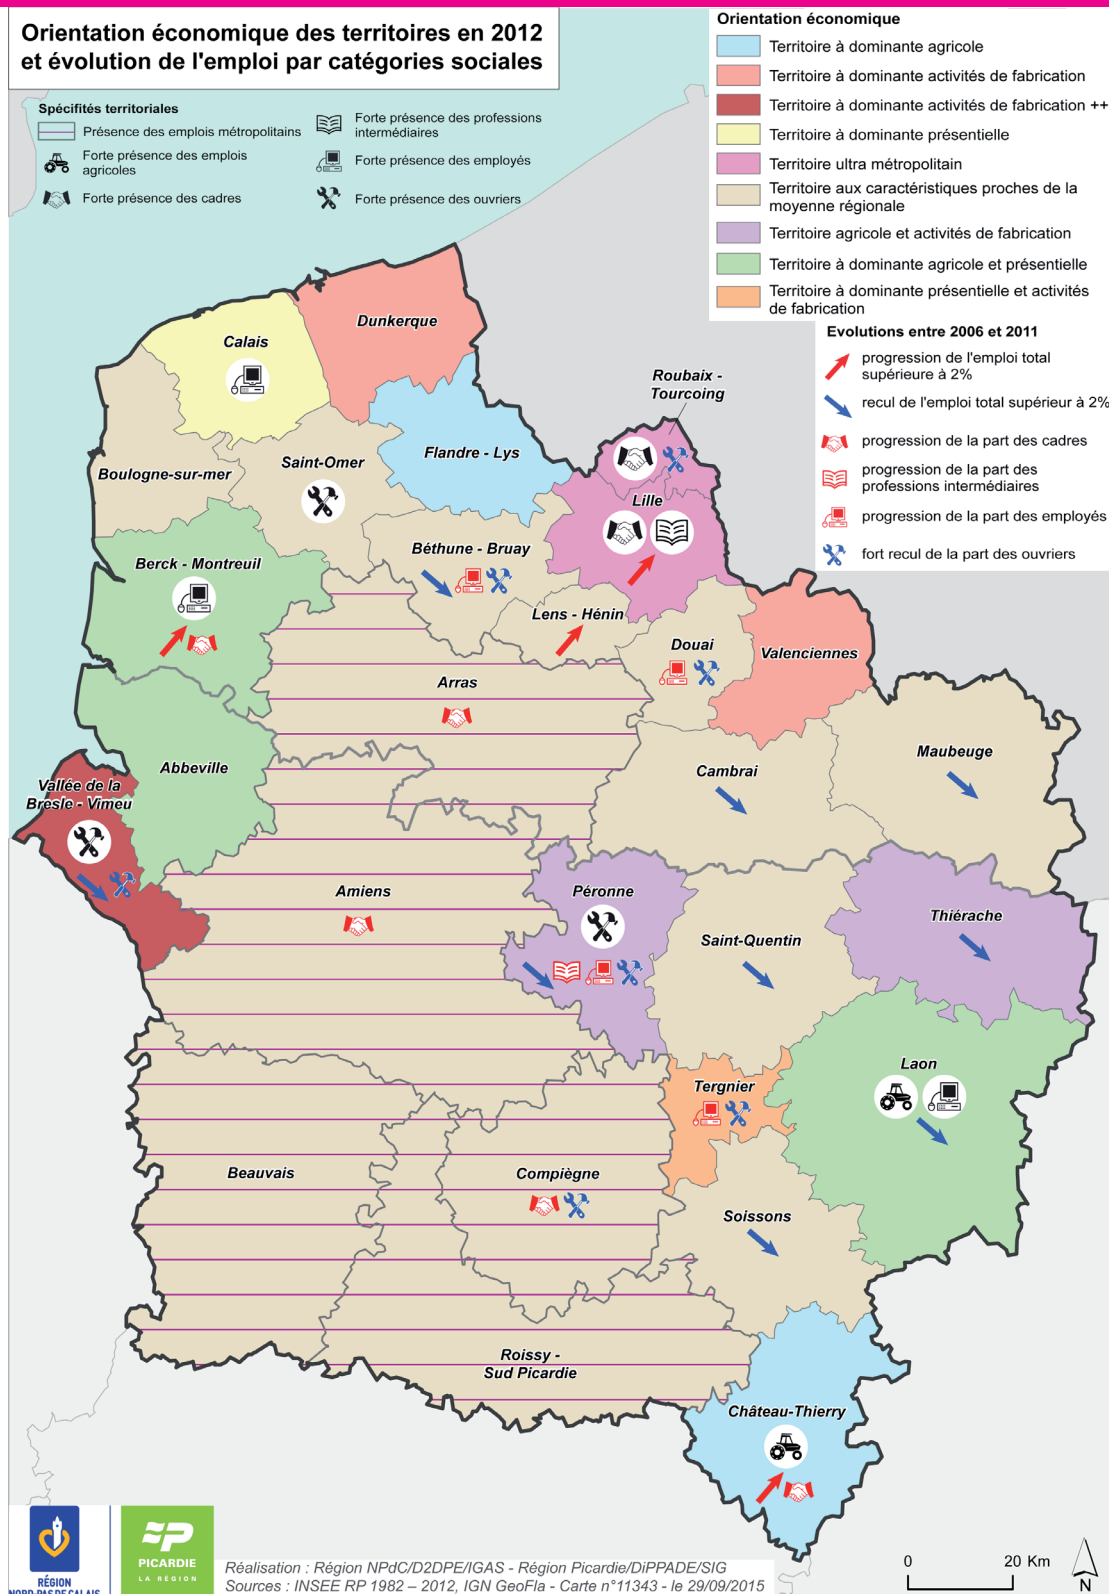 Orientation économique des territoires en 2012
et évolution de l'emploi par catégories sociales
Spécifités territoriales
Présence des emplois métropolitains
Forte présence des emplois
agricoles
Forte présence des cadres
Forte présence des professions
intermédiaires
Forte présence des employés
Forte présence des ouvriers
Orientation économique
Territoire à dominante agricole
Territoire à dominante activités de fabrication
Territoire à dominante activités de fabrication ++
Territoire à dominante présentielle
Territoire ultra métropolitain
Territoire aux caractéristiques proches de la
moyenne régionale
Territoire agricole et activités de fabrication
Territoire à dominante agricole et présentielle
Territoire à dominante présentielle et activités
de fabrication
Evolutions entre 2006 et 2011
progression de l'emploi total
supérieure à 2%
recul de l'emploi total supérieur à 2%
progression de la part des cadres
progression de la part des
professions intermédiaires
progression de la part des employés
fort recul de la part des ouvriers
Dunkerque
Calais
Roubaix -
Tourcoing
Flandre - Lys
Saint-Omer
Boulogne-sur-mer
Lille
Béthune - Bruay
Berck - Montreuil
Lens - Hénin
Douai
Valenciennes
Arras
Maubeuge
Cambrai
Abbeville
Vallée de la
Bresle - Vimeu
Amiens
Péronne
Thiérache
Saint-Quentin
Laon
Tergnier
Beauvais
Compiègne
Soissons
Roissy -
Sud Picardie
Château-Thierry
RÉGION
NORD-PAS DE CALAIS
PICARDIE
LA RÉGION
Réalisation : Région NPdC/D2DPE/IGAS - Région Picardie/DiPPADE/SIG
Sources : INSEE RP 1982 – 2012, IGN GeoFla - Carte n°11343 - le 29/09/2015
0 20 Km
N